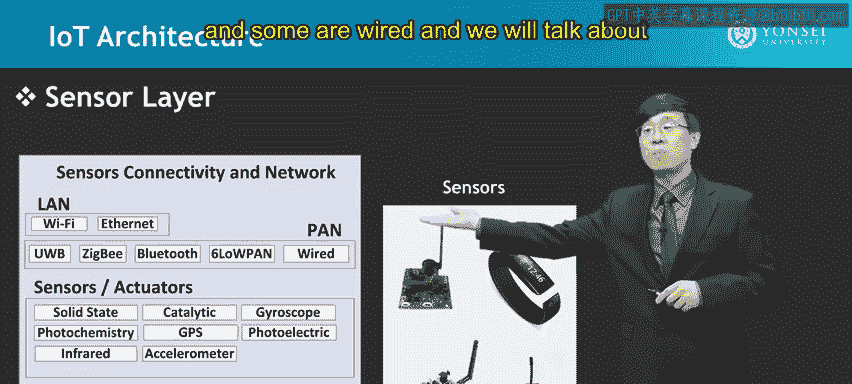 and some are wired and we will talk about
IoT Architecture
YONSEI
UNIVERSITY
❖ Sensor Layer
Sensors Connectivity and Network
LAN
Wi-Fi Ethernet
PAN
UWB ZigBee Bluetooth 6LoWPAN Wired
Sensors / Actuators
Solid State Catalytic Gyroscope
Photochemistry GPS Photoelectric
Infrared Accelerometer
Sensors
12:46